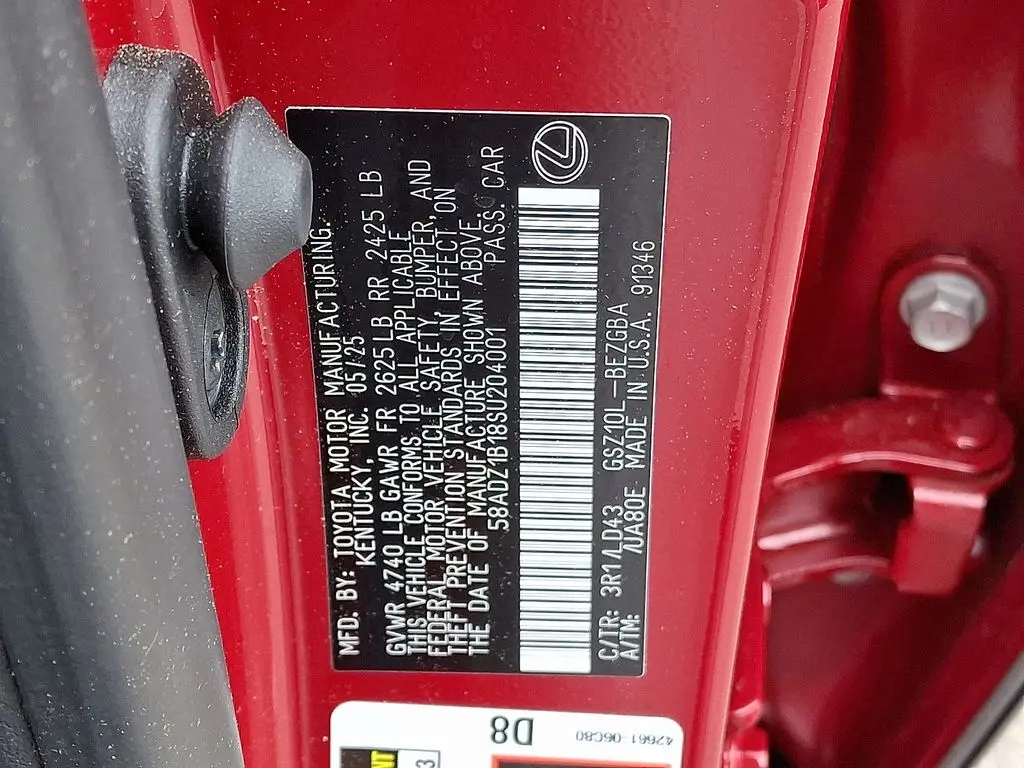 MFD. BY: TOYOTA MOTOR MANUFACTURING.
KENTUCKY, INC. 05/25
GVWR 4740 LB GAWR FR 2625 LB RR 2425 LB
THIS VEHICLE CONFORMS TO ALL APPLICABLE
FEDERAL MOTOR VEHICLE SAFETY, BUMPER, AND
THEFT PREVENTION STANDARDS IN EFFECT ON
THE DATE OF MANUFACTURE SHOWN ABOVE.
58ADZ1B18SU204001 PASS. CAR
C/TR: 3R1/LD43 GSZ10L-BEZGBA
A/TM: /UA80E MADE IN U.S.A. 91346
D8
42661-06C80
3